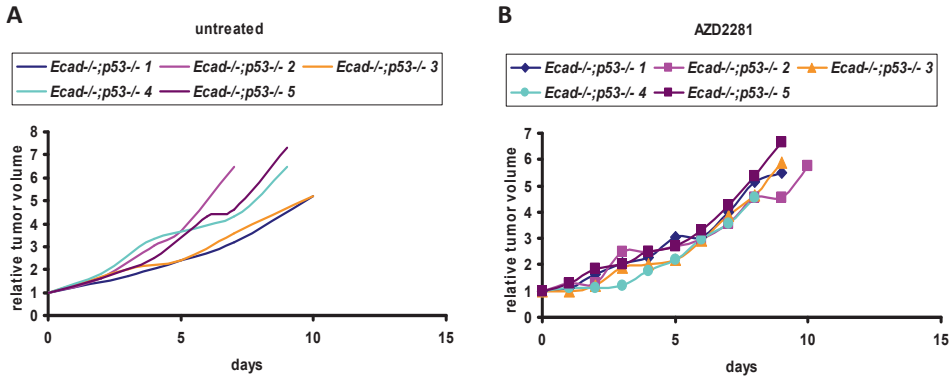 A
untreated
Ecad-/-;p53-/- 1 Ecad-/-;p53-/- 2 Ecad-/-;p53-/- 3
Ecad-/-;p53-/- 4 Ecad-/-;p53-/- 5
relative tumor volume
8
7
6
5
4
3
2
1
0
0 5 10 15
days
B
AZD2281
Ecad-/-;p53-/- 1 Ecad-/-;p53-/- 2 Ecad-/-;p53-/- 3
Ecad-/-;p53-/- 4 Ecad-/-;p53-/- 5
relative tumor volume
7
6
5
4
3
2
1
0
0 5 10 15
days